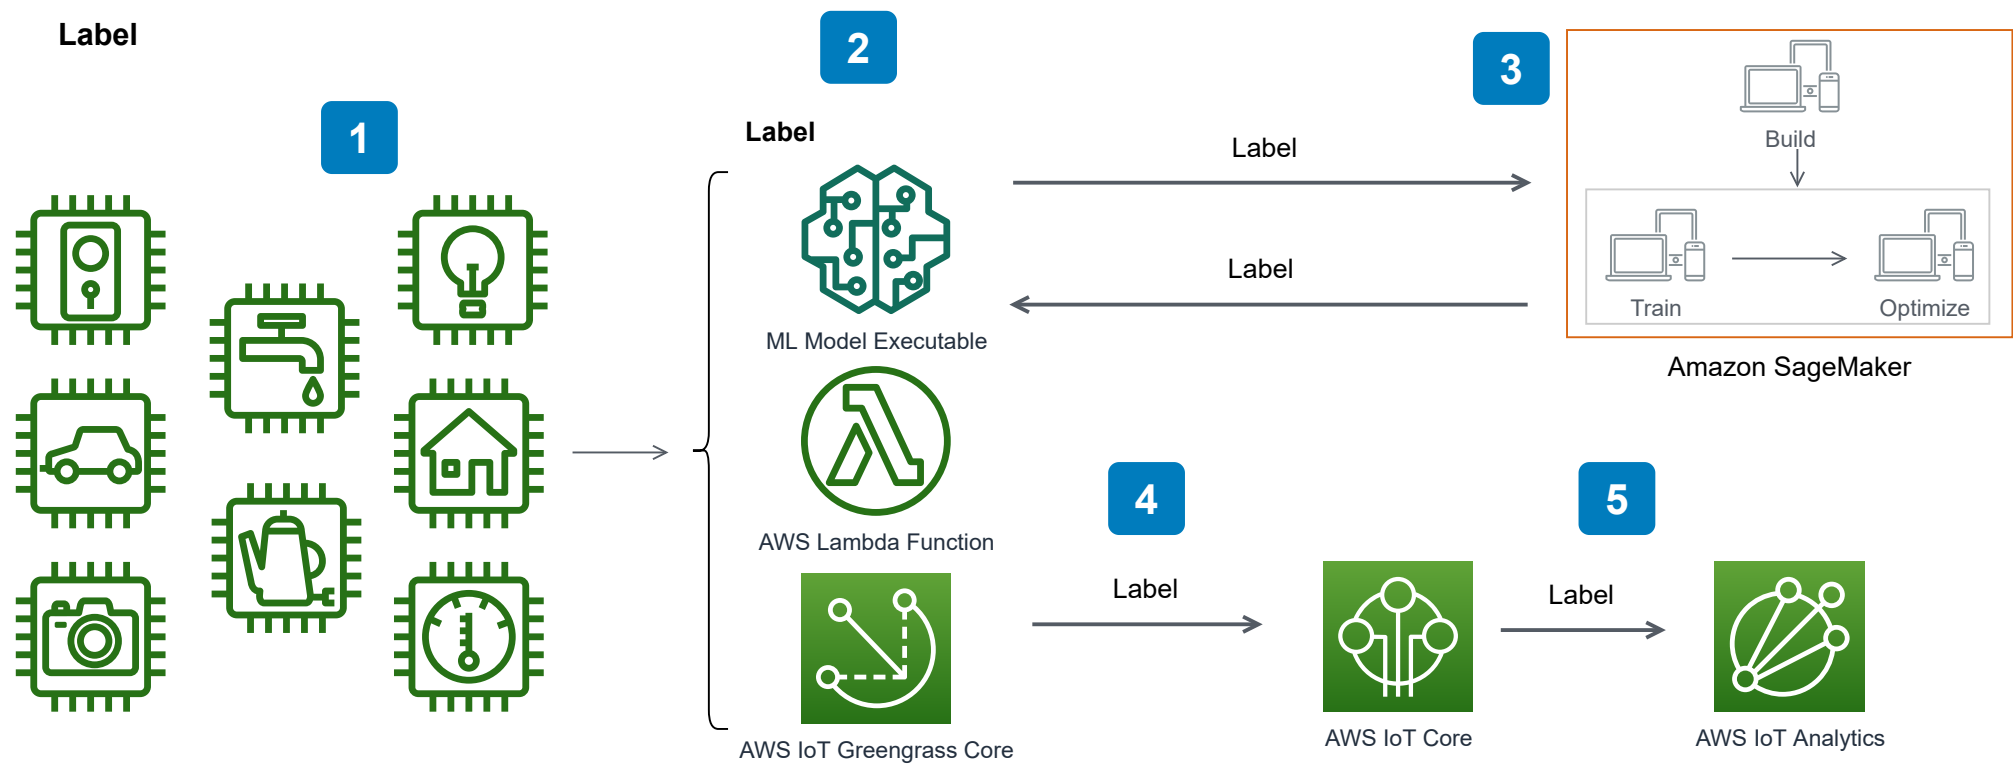 Label
1
2
3
Label
Label
Label
ML Model Executable
AWS Lambda Function
AWS IoT Greengrass Core
Build
Train
Optimize
Amazon SageMaker
4
Label
AWS IoT Core
5
Label
AWS IoT Analytics